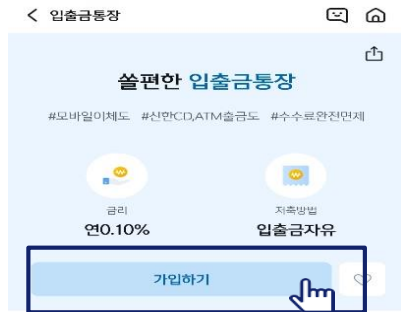 입출금통장
쏠편한 입출금통장
#모바일이체도 #신한CD,ATM출금도 #수수료완전면제
금리
연0.10%
저축방법
입출금자유
가입하기